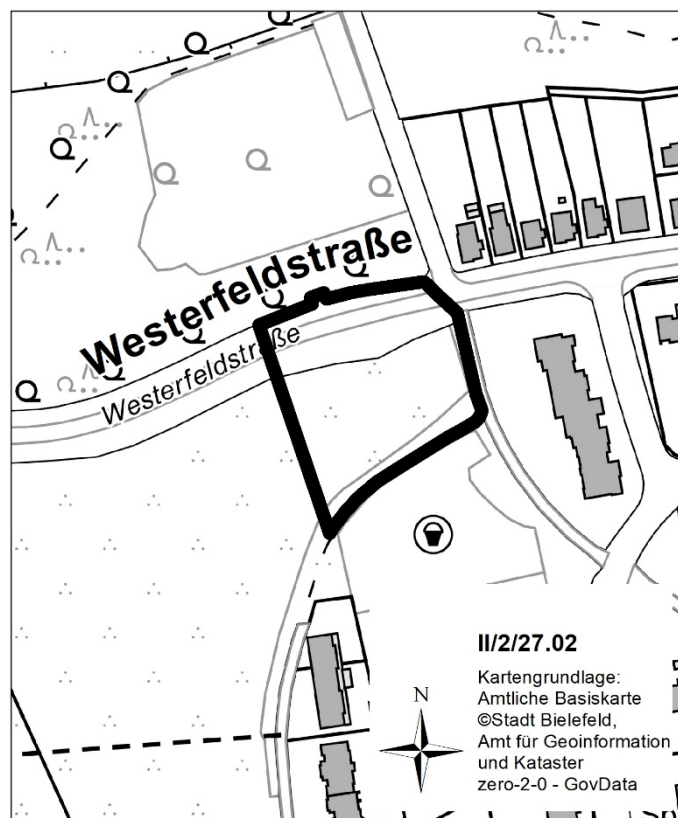 Westerfeldstraße
Westerfeldstraße
II/2/27.02
Kartengrundlage:
Amtliche Basiskarte
©Stadt Bielefeld,
Amt für Geoinformation
und Kataster
zero-2-0 - GovData
N